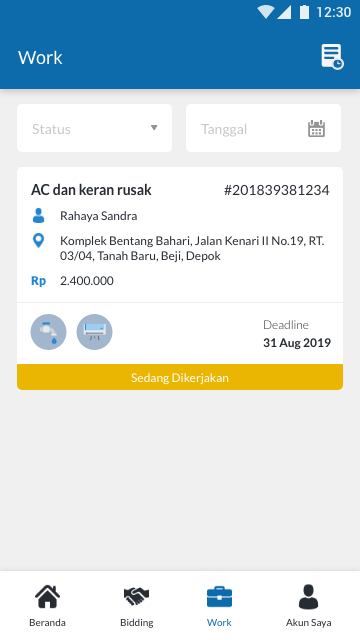 12:30
Work
Status
Tanggal
AC dan keran rusak
#201839381234
Rahaya Sandra
Komplek Bentang Bahari, Jalan Kenari II No.19, RT.
03/04, Tanah Baru, Beji, Depok
Rp 2.400.000
Deadline
31 Aug 2019
Sedang Dikerjakan
Beranda
Bidding
Work
Akun Saya